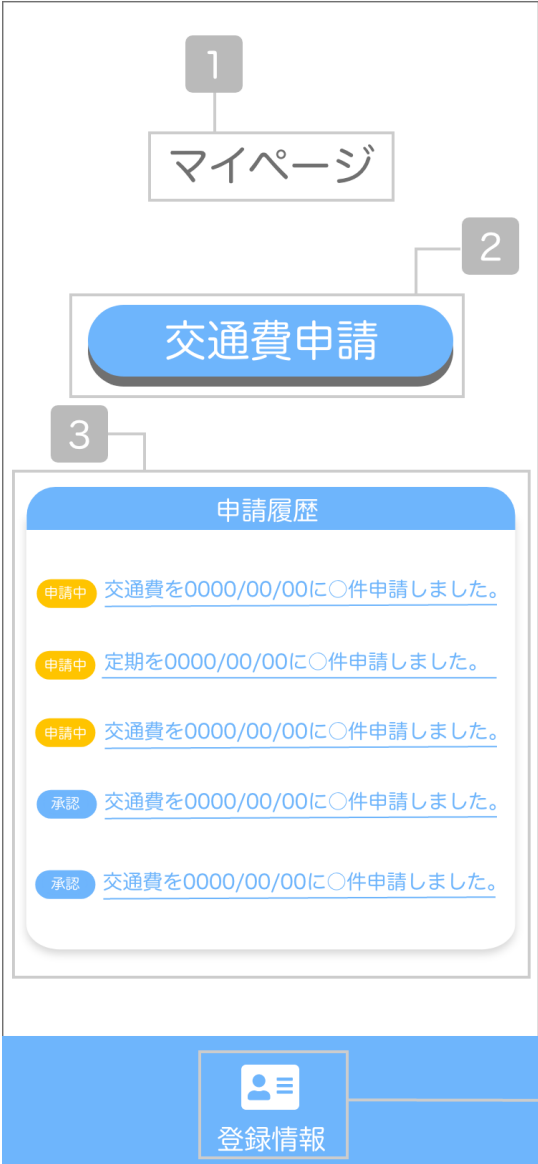 1
マイページ
2
交通費申請
3
申請履歴
申請中 交通費を0000/00/00に○件申請しました。
申請中 定期を0000/00/00に○件申請しました。
申請中 交通費を0000/00/00に○件申請しました。
承認 交通費を0000/00/00に○件申請しました。
承認 交通費を0000/00/00に○件申請しました。
登録情報